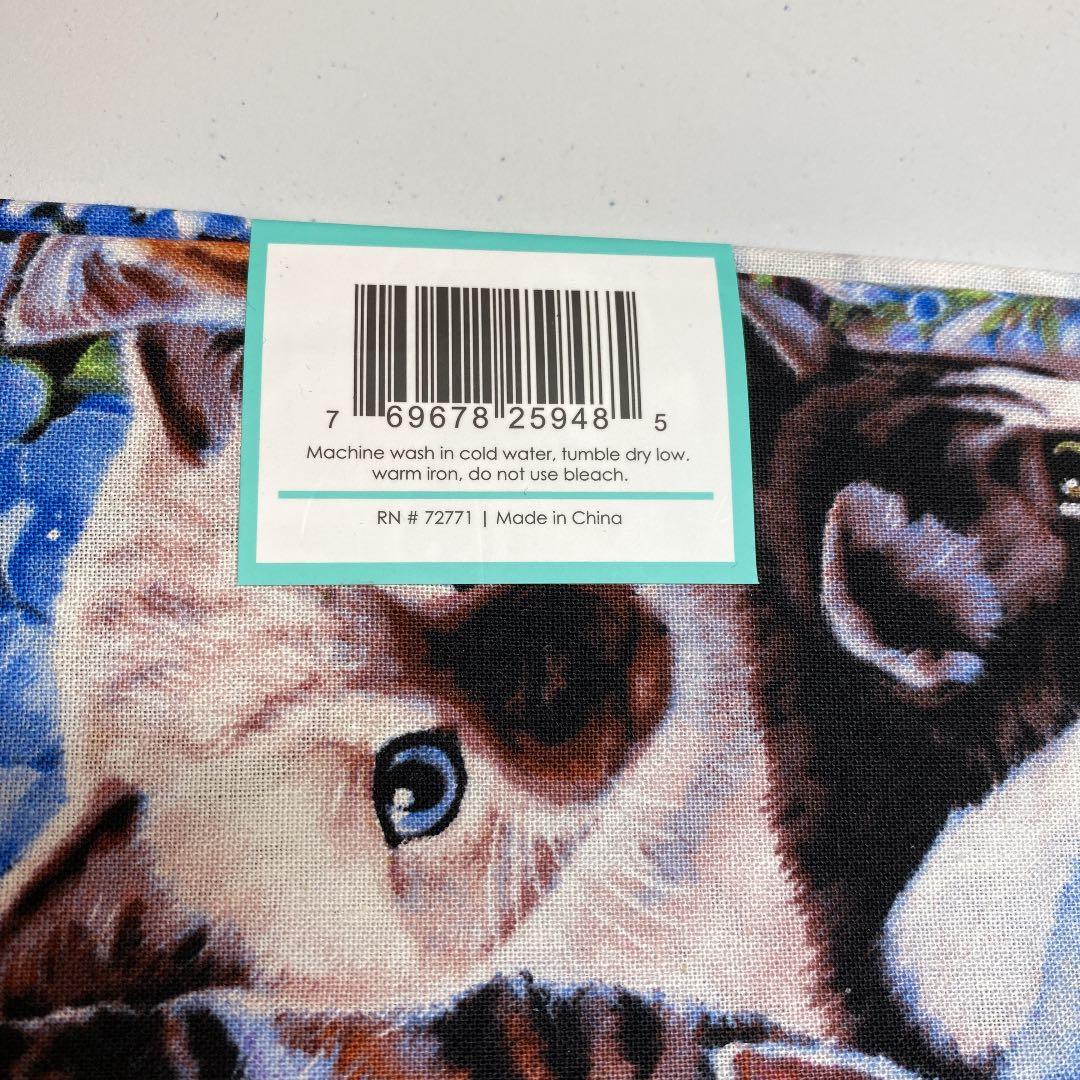 7 69678 25948 5
Machine wash in cold water, tumble dry low.
warm iron, do not use bleach.
RN # 72771 | Made in China